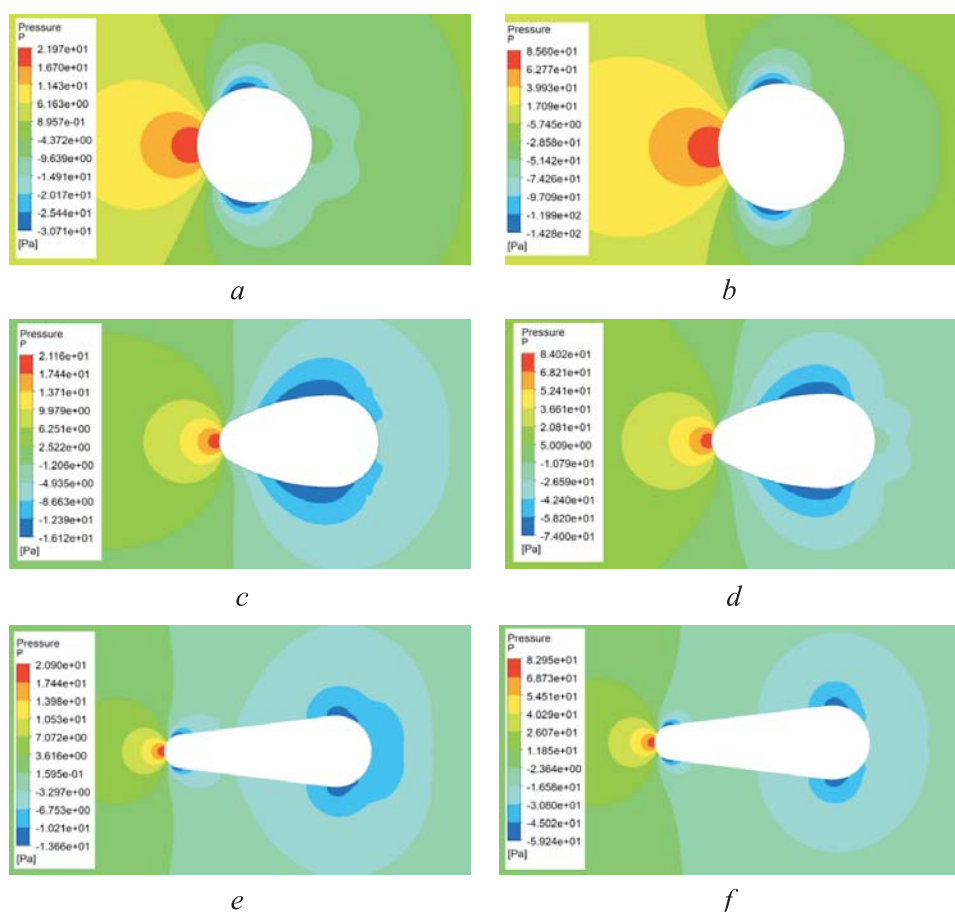 Pressure
P
2.197e+01
1.670e+01
1.143e+01
6.163e+00
8.957e-01
-4.372e+00
-9.639e+00
-1.491e+01
-2.017e+01
-2.544e+01
-3.071e+01
[Pa]
a
Pressure
P
8.560e+01
6.277e+01
3.993e+01
1.709e+01
-5.745e+00
-2.858e+01
-5.142e+01
-7.426e+01
-9.709e+01
-1.199e+02
-1.428e+02
[Pa]
b
Pressure
P
2.116e+01
1.744e+01
1.371e+01
9.979e+00
6.251e+00
2.522e+00
-1.206e+00
-4.935e+00
-8.663e+00
-1.239e+01
-1.612e+01
[Pa]
c
Pressure
P
8.402e+01
6.821e+01
5.241e+01
3.661e+01
2.081e+01
5.009e+00
-1.079e+01
-2.659e+01
-4.240e+01
-5.820e+01
-7.400e+01
[Pa]
d
Pressure
P
2.090e+01
1.744e+01
1.398e+01
1.053e+01
7.072e+00
3.616e+00
1.595e-01
-3.297e+00
-6.753e+00
-1.021e+01
-1.366e+01
[Pa]
e
Pressure
P
8.295e+01
6.873e+01
5.451e+01
4.029e+01
2.607e+01
1.185e+01
-2.364e+00
-1.658e+01
-3.080e+01
-4.502e+01
-5.924e+01
[Pa]
f